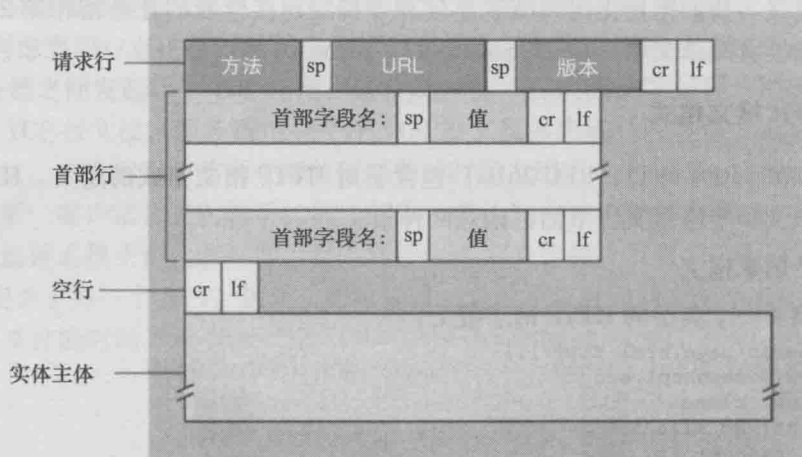 请求行 方法 sp URL sp 版本 cr lf
首部字段名: sp 值 cr lf
首部行
首部字段名: sp 值 cr lf
空行 cr lf
实体主体